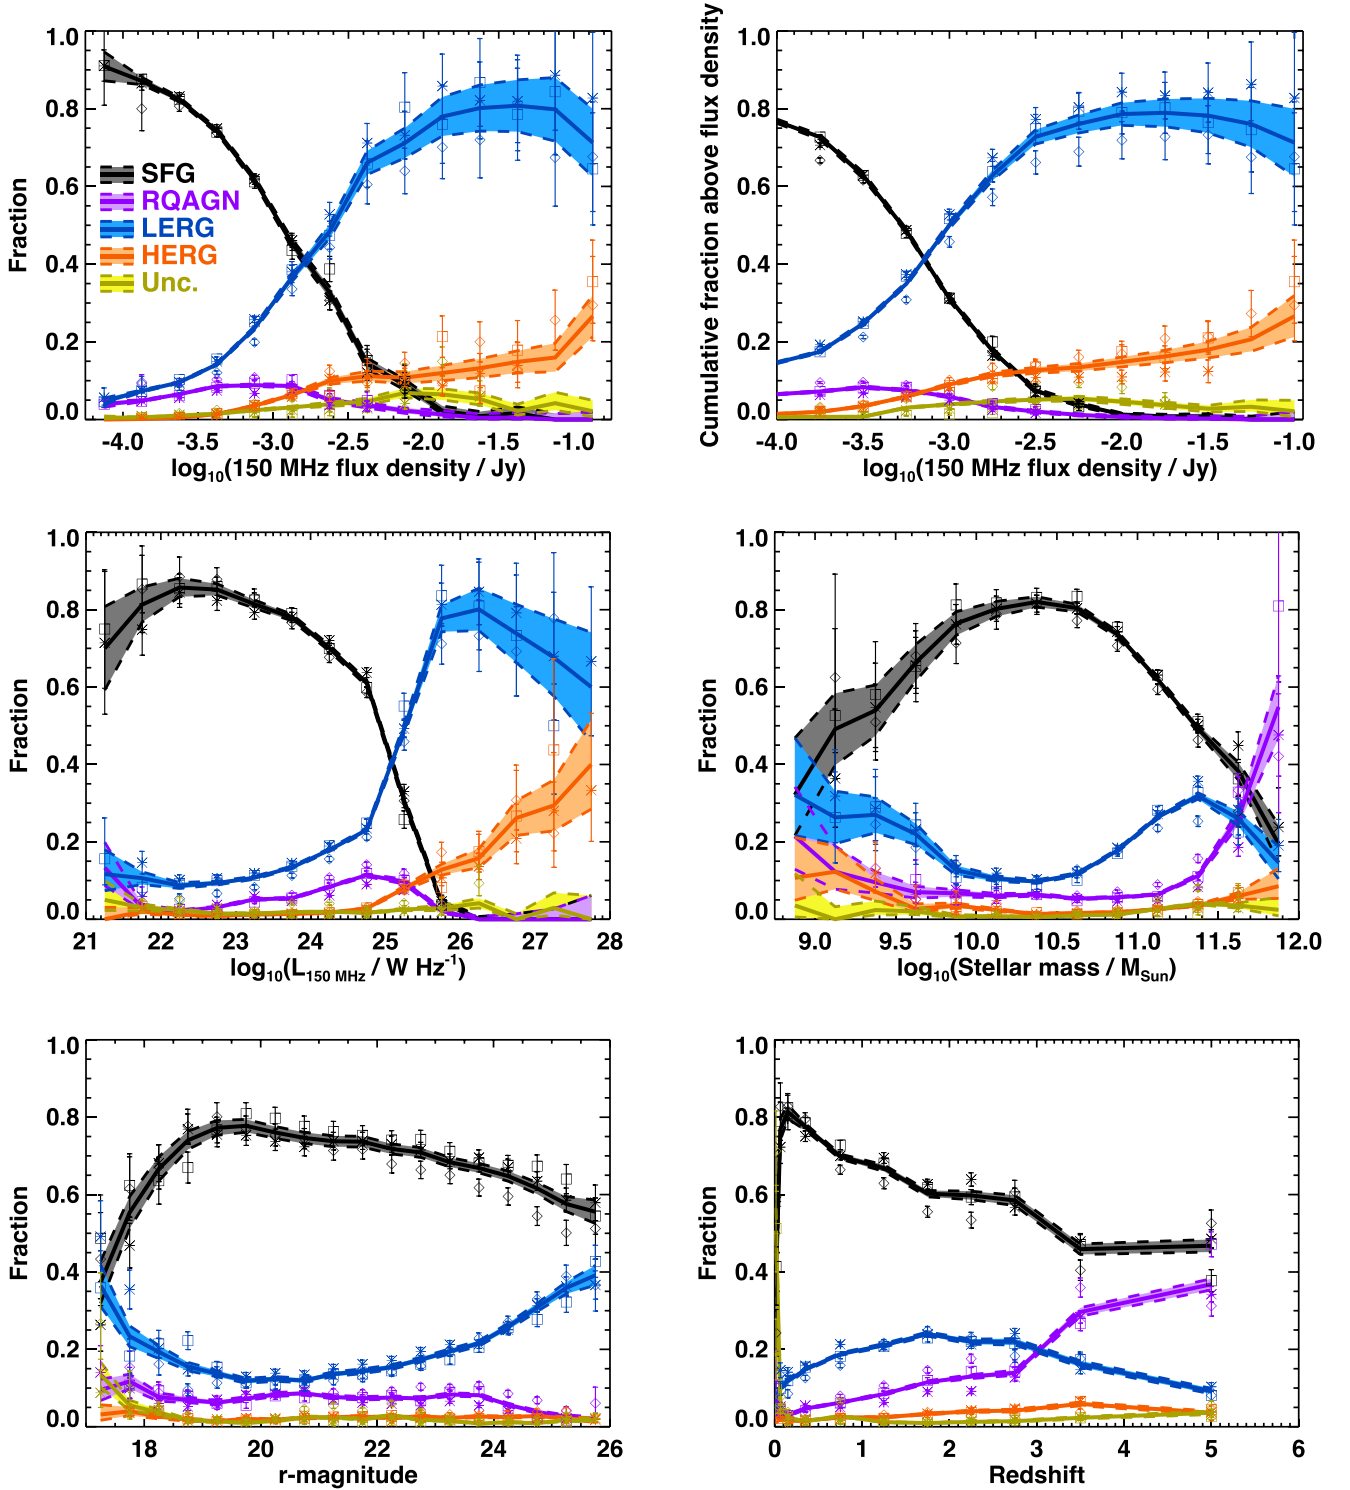 1.0
0.8
0.6
0.4
0.2
0.0
Fraction
SFG
RQAGN
LERG
HERG
Unc.
-4.0 -3.5 -3.0 -2.5 -2.0 -1.5 -1.0
log10(150 MHz flux density / Jy)
1.0
0.8
0.6
0.4
0.2
0.0
Cumulative fraction above flux density
-4.0 -3.5 -3.0 -2.5 -2.0 -1.5 -1.0
log10(150 MHz flux density / Jy)
1.0
0.8
0.6
0.4
0.2
0.0
Fraction
21 22 23 24 25 26 27 28
log10(L150 MHz / W Hz-1)
1.0
0.8
0.6
0.4
0.2
0.0
Fraction
9.0 9.5 10.0 10.5 11.0 11.5 12.0
log10(Stellar mass / MSun)
1.0
0.8
0.6
0.4
0.2
0.0
Fraction
18 20 22 24 26
r-magnitude
1.0
0.8
0.6
0.4
0.2
0.0
Fraction
0 1 2 3 4 5 6
Redshift